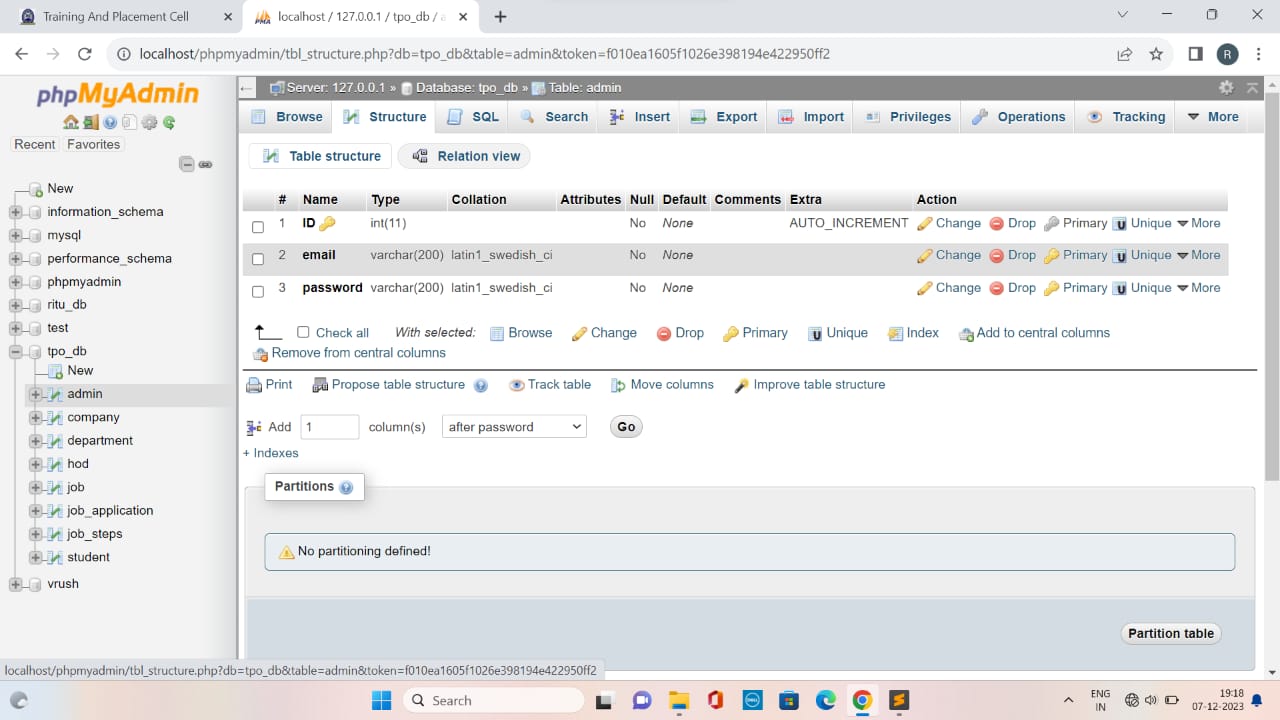 Training And Placement Cell
localhost / 127.0.0.1 / tpo_db / a
localhost/phpmyadmin/tbl_structure.php?db=tpo_db&table=admin&token=f010ea1605f1026e398194e422950ff2
R
phpMyAdmin
Recent Favorites
New
information_schema
mysql
performance_schema
phpmyadmin
ritu_db
test
tpo_db
New
admin
company
department
hod
job
job_application
job_steps
student
vrush
Server: 127.0.0.1 » Database: tpo_db » Table: admin
Browse Structure SQL Search Insert Export Import Privileges Operations Tracking More
Table structure Relation view
# Name Type Collation Attributes Null Default Comments Extra Action
1 ID int(11) No None AUTO_INCREMENT Change Drop Primary Unique More
2 email varchar(200) latin1_swedish_ci No None Change Drop Primary Unique More
3 password varchar(200) latin1_swedish_ci No None Change Drop Primary Unique More
Check all With selected: Browse Change Drop Primary Unique Index Add to central columns
Remove from central columns
Print Propose table structure Track table Move columns Improve table structure
Add 1 column(s) after password Go
+ Indexes
Partitions
No partitioning defined!
Partition table
localhost/phpmyadmin/tbl_structure.php?db=tpo_db&table=admin&token=f010ea1605f1026e398194e422950ff2
Search
ENG
IN
19:18
07-12-2023